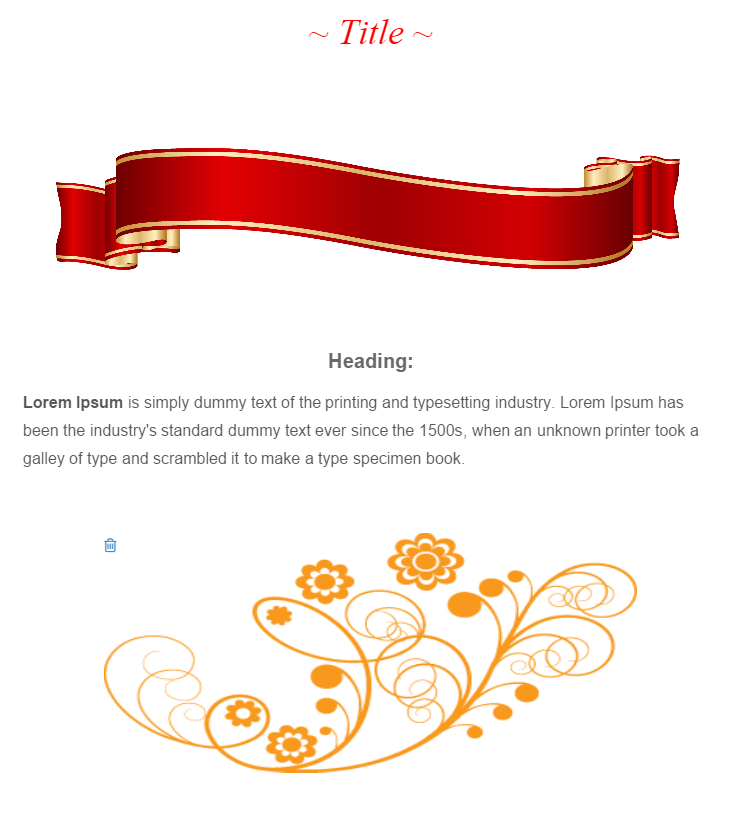 ~ Title ~
Heading:
Lorem Ipsum is simply dummy text of the printing and typesetting industry. Lorem Ipsum has
been the industry's standard dummy text ever since the 1500s, when an unknown printer took a
galley of type and scrambled it to make a type specimen book.